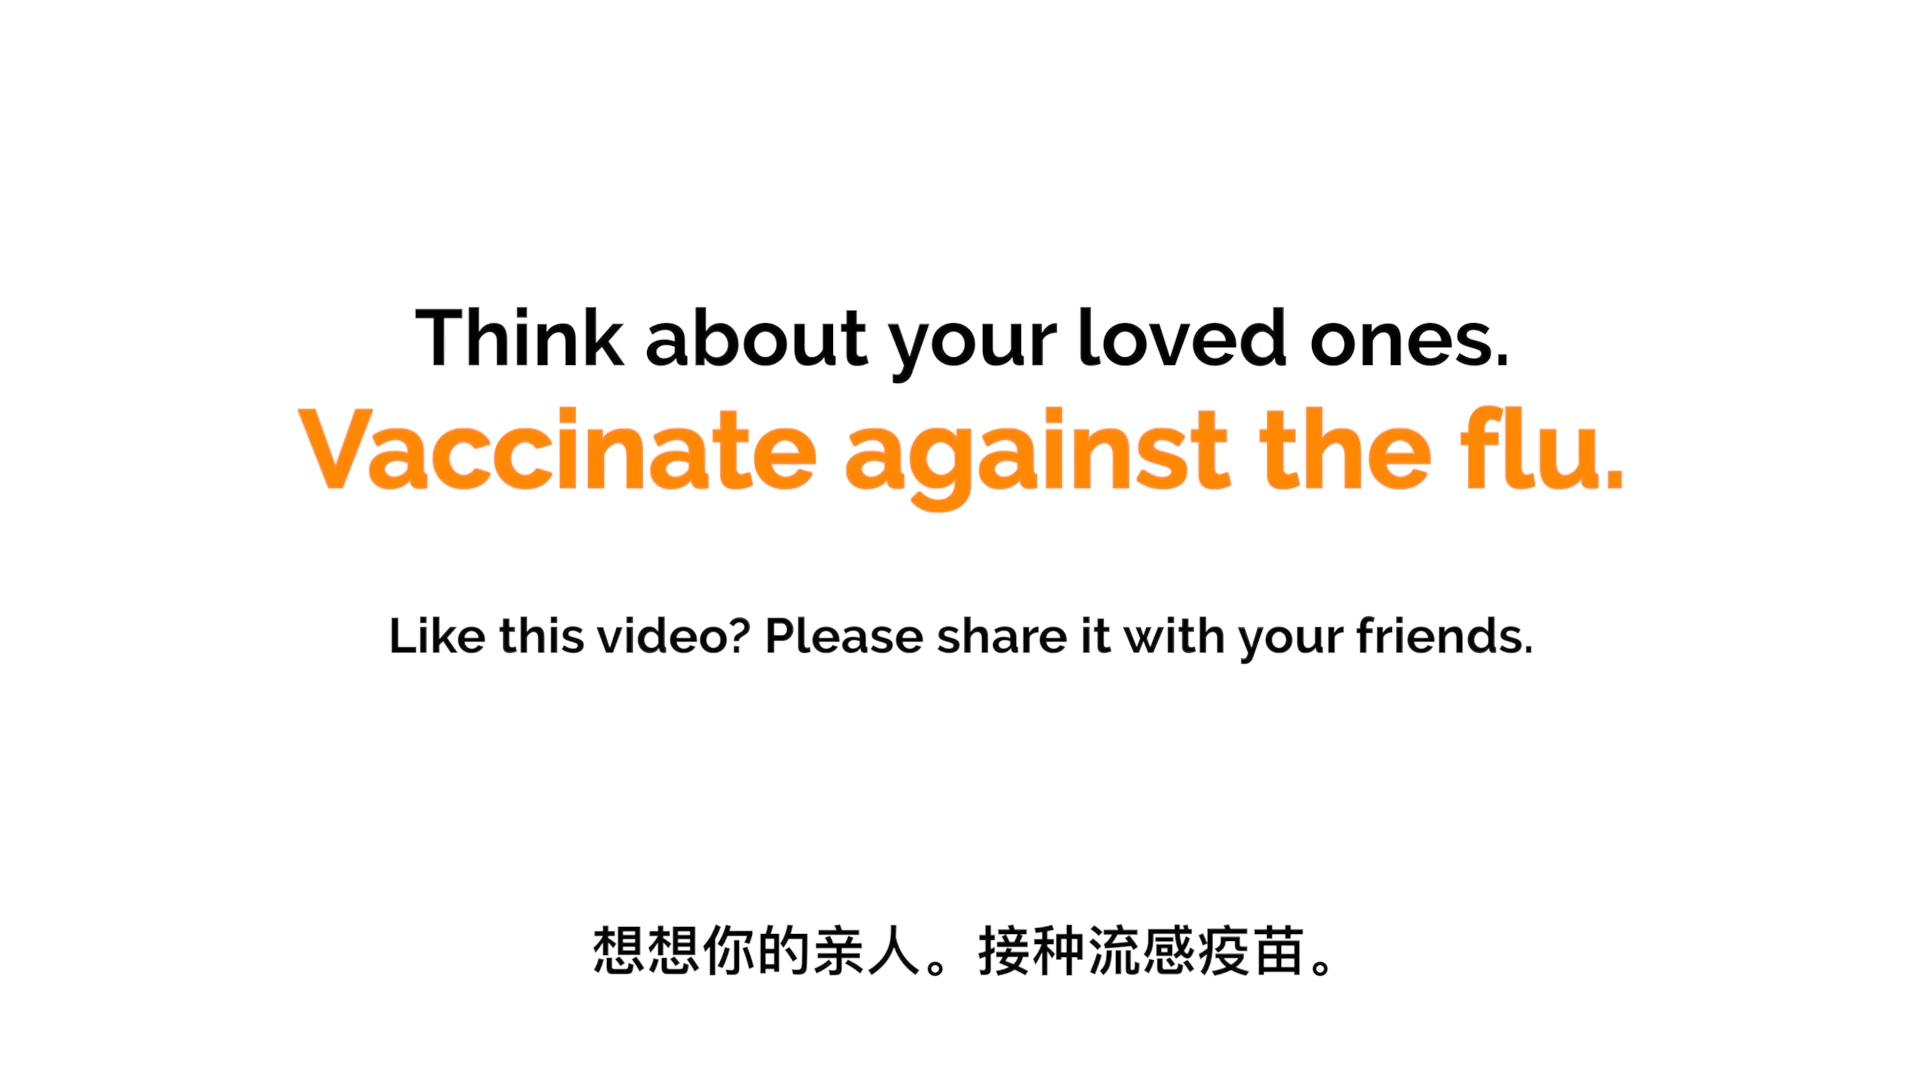 Think about your loved ones.
Vaccinate against the flu.
Like this video? Please share it with your friends.
想想你的亲人。接种流感疫苗。